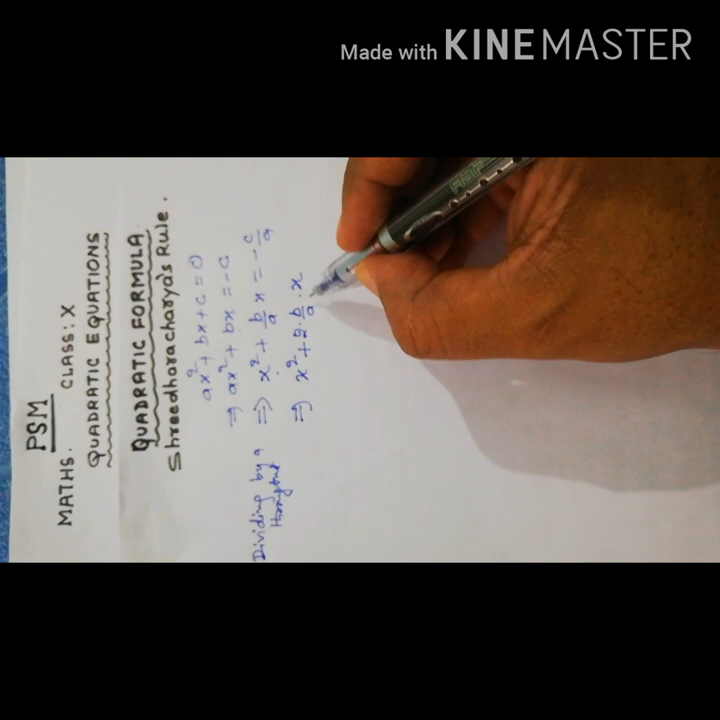 Made with KINEMASTER
PSM
MATHS. CLASS: X
QUADRATIC EQUATIONS
QUADRATIC FORMULA
Shreedharacharya's Rule.
ax² + bx + c = 0
⇒ ax² + bx = -c
Dividing by a ⇒ x² + b/a x = -c/a
⇒ x² + 2·b/a·x